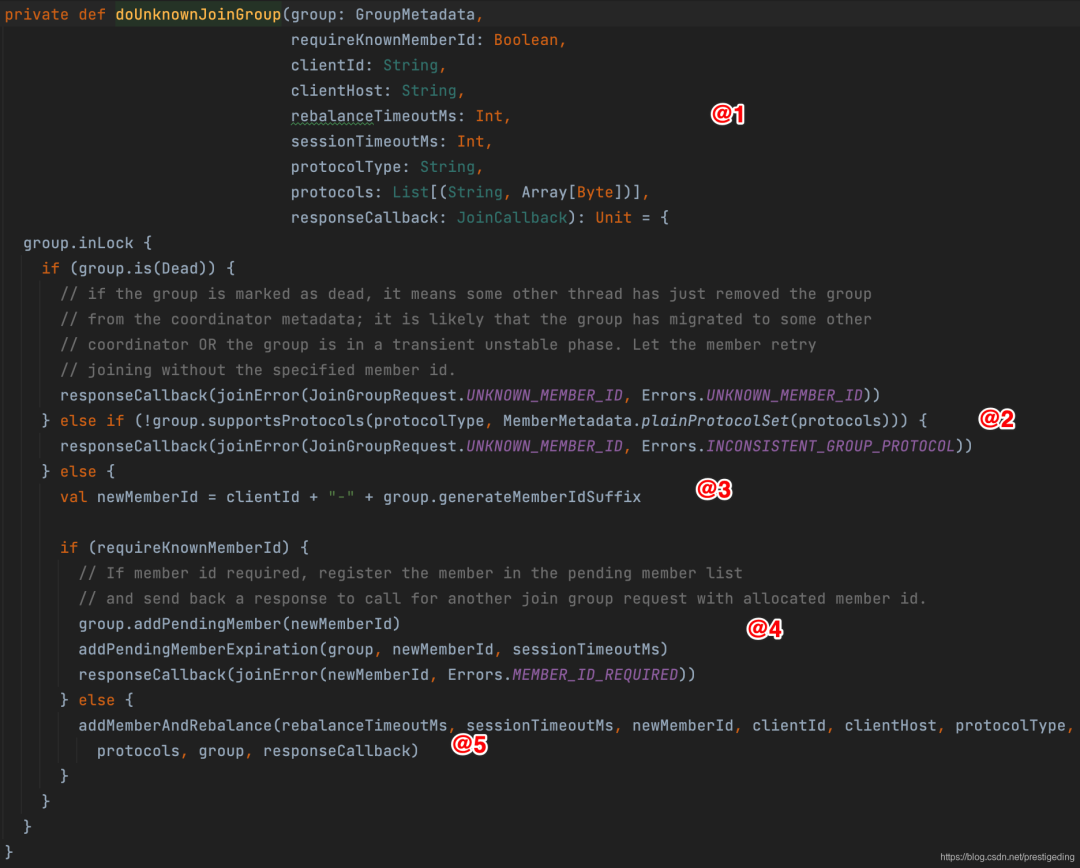 private def doUnknownJoinGroup(group: GroupMetadata,
requireKnownMemberId: Boolean,
clientId: String,
clientHost: String,
rebalanceTimeoutMs: Int, @1
sessionTimeoutMs: Int,
protocolType: String,
protocols: List[(String, Array[Byte])],
responseCallback: JoinCallback): Unit = {
group.inLock {
if (group.is(Dead)) {
// if the group is marked as dead, it means some other thread has just removed the group
// from the coordinator metadata; it is likely that the group has migrated to some other
// coordinator OR the group is in a transient unstable phase. Let the member retry
// joining without the specified member id.
responseCallback(joinError(JoinGroupRequest.UNKNOWN_MEMBER_ID, Errors.UNKNOWN_MEMBER_ID))
} else if (!group.supportsProtocols(protocolType, MemberMetadata.plainProtocolSet(protocols))) { @2
responseCallback(joinError(JoinGroupRequest.UNKNOWN_MEMBER_ID, Errors.INCONSISTENT_GROUP_PROTOCOL))
} else {
val newMemberId = clientId + "-" + group.generateMemberIdSuffix @3
if (requireKnownMemberId) {
// If member id required, register the member in the pending member list
// and send back a response to call for another join group request with allocated member id.
group.addPendingMember(newMemberId) @4
addPendingMemberExpiration(group, newMemberId, sessionTimeoutMs)
responseCallback(joinError(newMemberId, Errors.MEMBER_ID_REQUIRED))
} else {
addMemberAndRebalance(rebalanceTimeoutMs, sessionTimeoutMs, newMemberId, clientId, clientHost, protocolType,
protocols, group, responseCallback) @5
}
}
}
}
https://blog.csdn.net/prestigeding